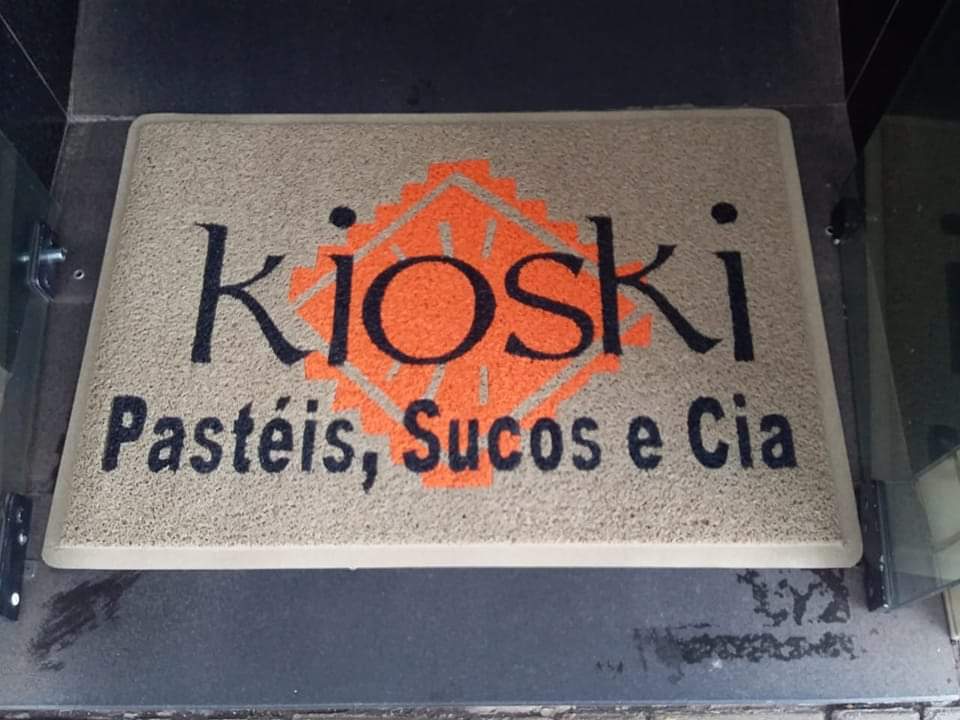 kioski
Pastéis, Sucos e Cia